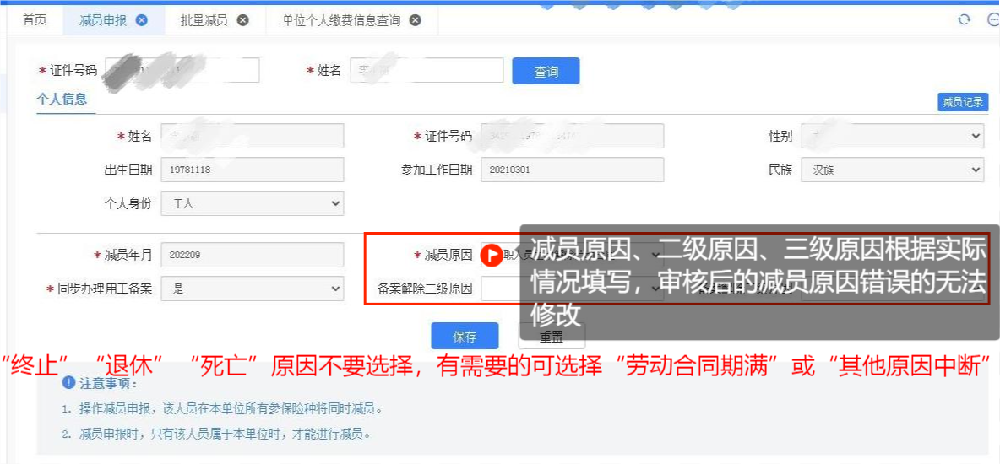 首页 减员申报 批量减员 单位个人缴费信息查询
* 证件号码 * 姓名 查询
个人信息 减员记录
* 姓名 * 证件号码 性别
出生日期 19781118 参加工作日期 20210301 民族 汉族
个人身份 工人
* 减员年月 202209 * 减员原因
* 同步办理用工备案 是 备案解除二级原因
减员原因、二级原因、三级原因根据实际
情况填写，审核后的减员原因错误的无法
修改
保存 重置
“终止”“退休”“死亡”原因不要选择，有需要的可选择“劳动合同期满”或“其他原因中断”
注意事项：
1. 操作减员申报，该人员在本单位所有参保险种将同时减员。
2. 减员申报时，只有该人员属于本单位时，才能进行减员。